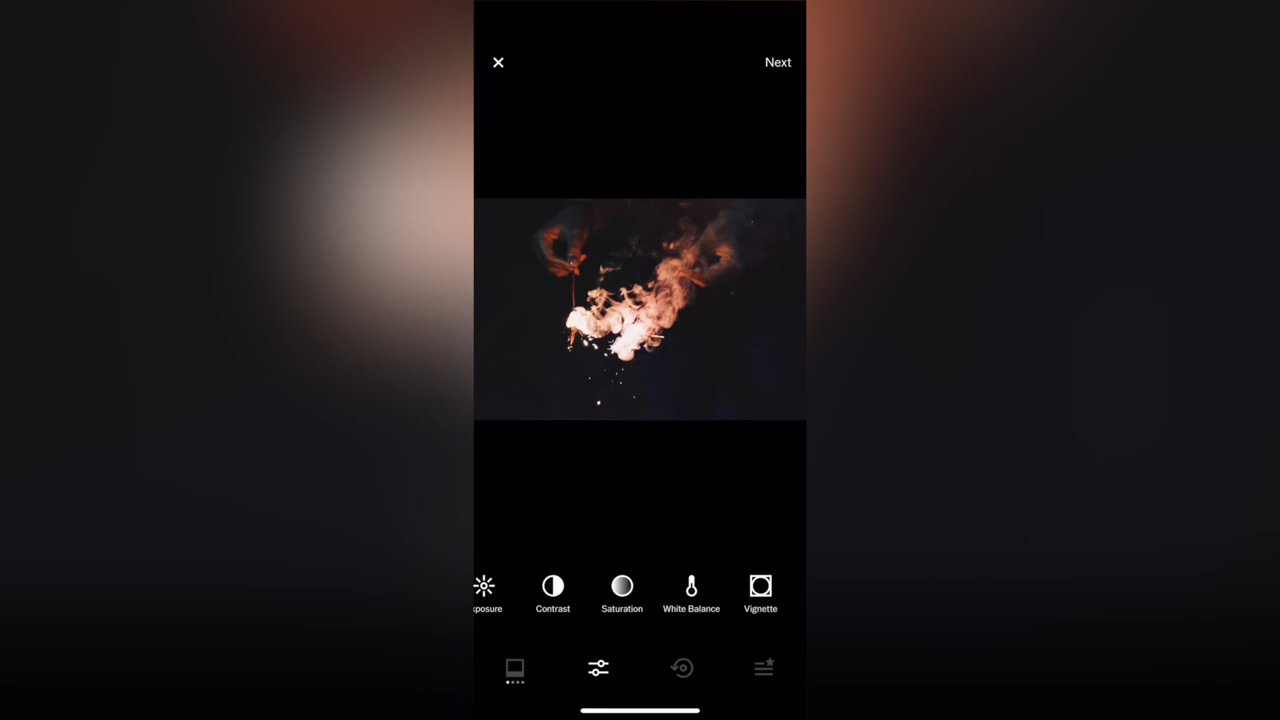 Next
xposure
Contrast
Saturation
White Balance
Vignette